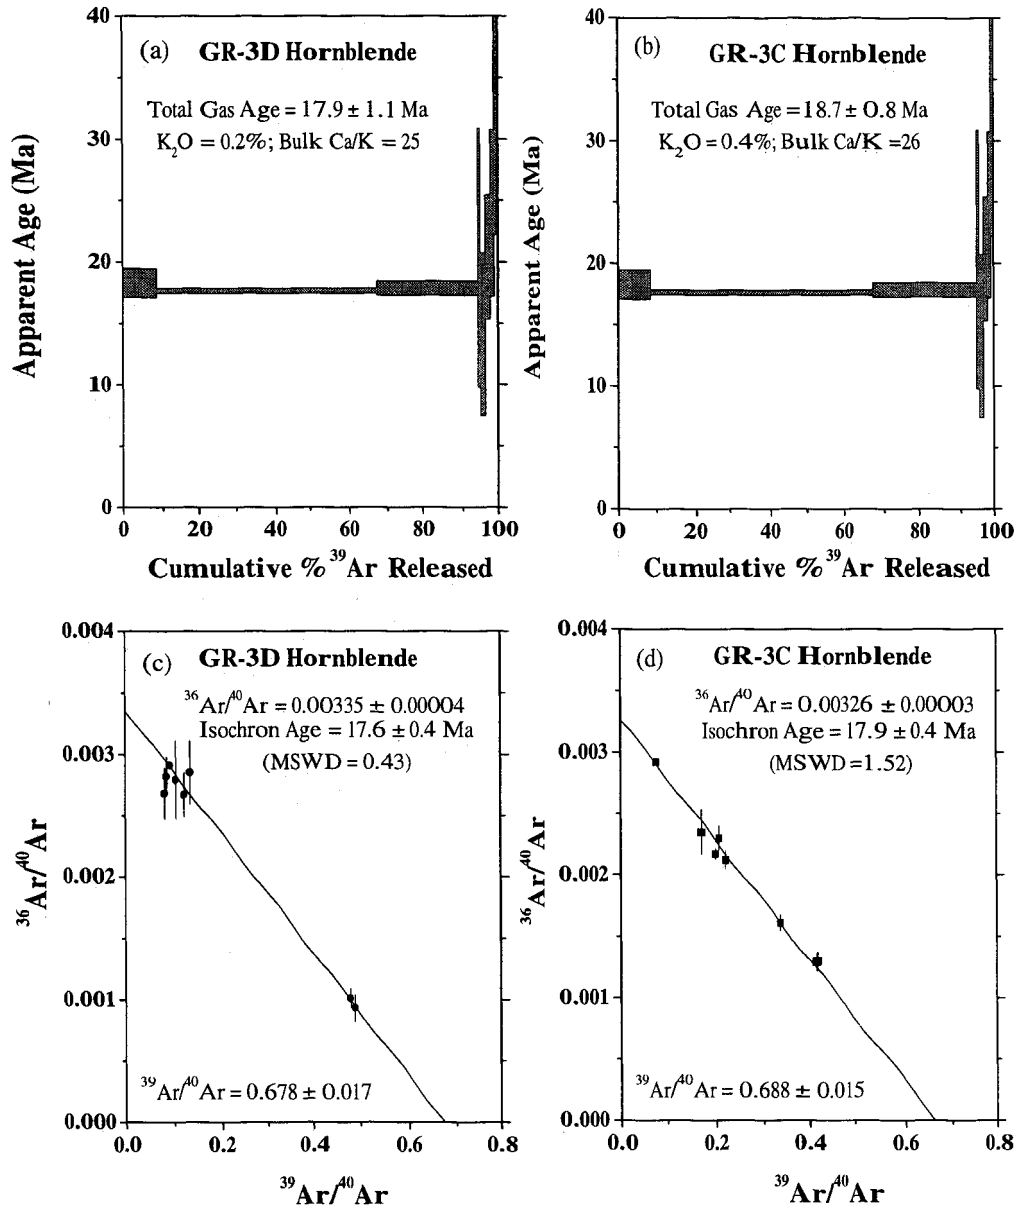 (a) GR-3D Hornblende
Total Gas Age = 17.9 ± 1.1 Ma
K₂O = 0.2%; Bulk Ca/K = 25
Apparent Age (Ma)
40
30
20
10
0
0 20 40 60 80 100
Cumulative % ³⁹Ar Released
(b) GR-3C Hornblende
Total Gas Age = 18.7 ± 0.8 Ma
K₂O = 0.4%; Bulk Ca/K = 26
Apparent Age (Ma)
40
30
20
10
0
0 20 40 60 80 100
Cumulative % ³⁹Ar Released
(c) GR-3D Hornblende
³⁶Ar/⁴⁰Ar = 0.00335 ± 0.00004
Isochron Age = 17.6 ± 0.4 Ma
(MSWD = 0.43)
³⁶Ar/⁴⁰Ar
0.004
0.003
0.002
0.001
0.000
³⁹Ar/⁴⁰Ar = 0.678 ± 0.017
0.0 0.2 0.4 0.6 0.8
³⁹Ar/⁴⁰Ar
(d) GR-3C Hornblende
³⁶Ar/⁴⁰Ar = 0.00326 ± 0.00003
Isochron Age = 17.9 ± 0.4 Ma
(MSWD = 1.52)
³⁶Ar/⁴⁰Ar
0.004
0.003
0.002
0.001
0.000
³⁹Ar/⁴⁰Ar = 0.688 ± 0.015
0.0 0.2 0.4 0.6 0.8
³⁹Ar/⁴⁰Ar